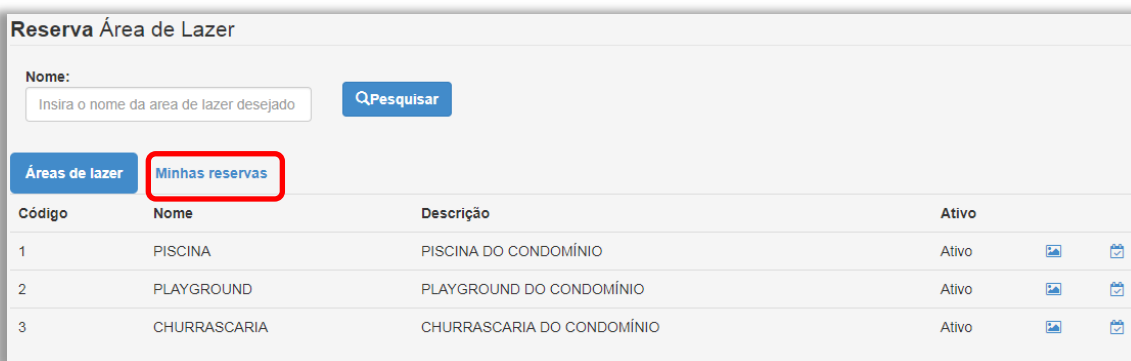 Reserva Área de Lazer
Nome:
Insira o nome da area de lazer desejado
Pesquisar
Áreas de lazer Minhas reservas
Código Nome Descrição Ativo
1 PISCINA PISCINA DO CONDOMÍNIO Ativo
2 PLAYGROUND PLAYGROUND DO CONDOMÍNIO Ativo
3 CHURRASCARIA CHURRASCARIA DO CONDOMÍNIO Ativo